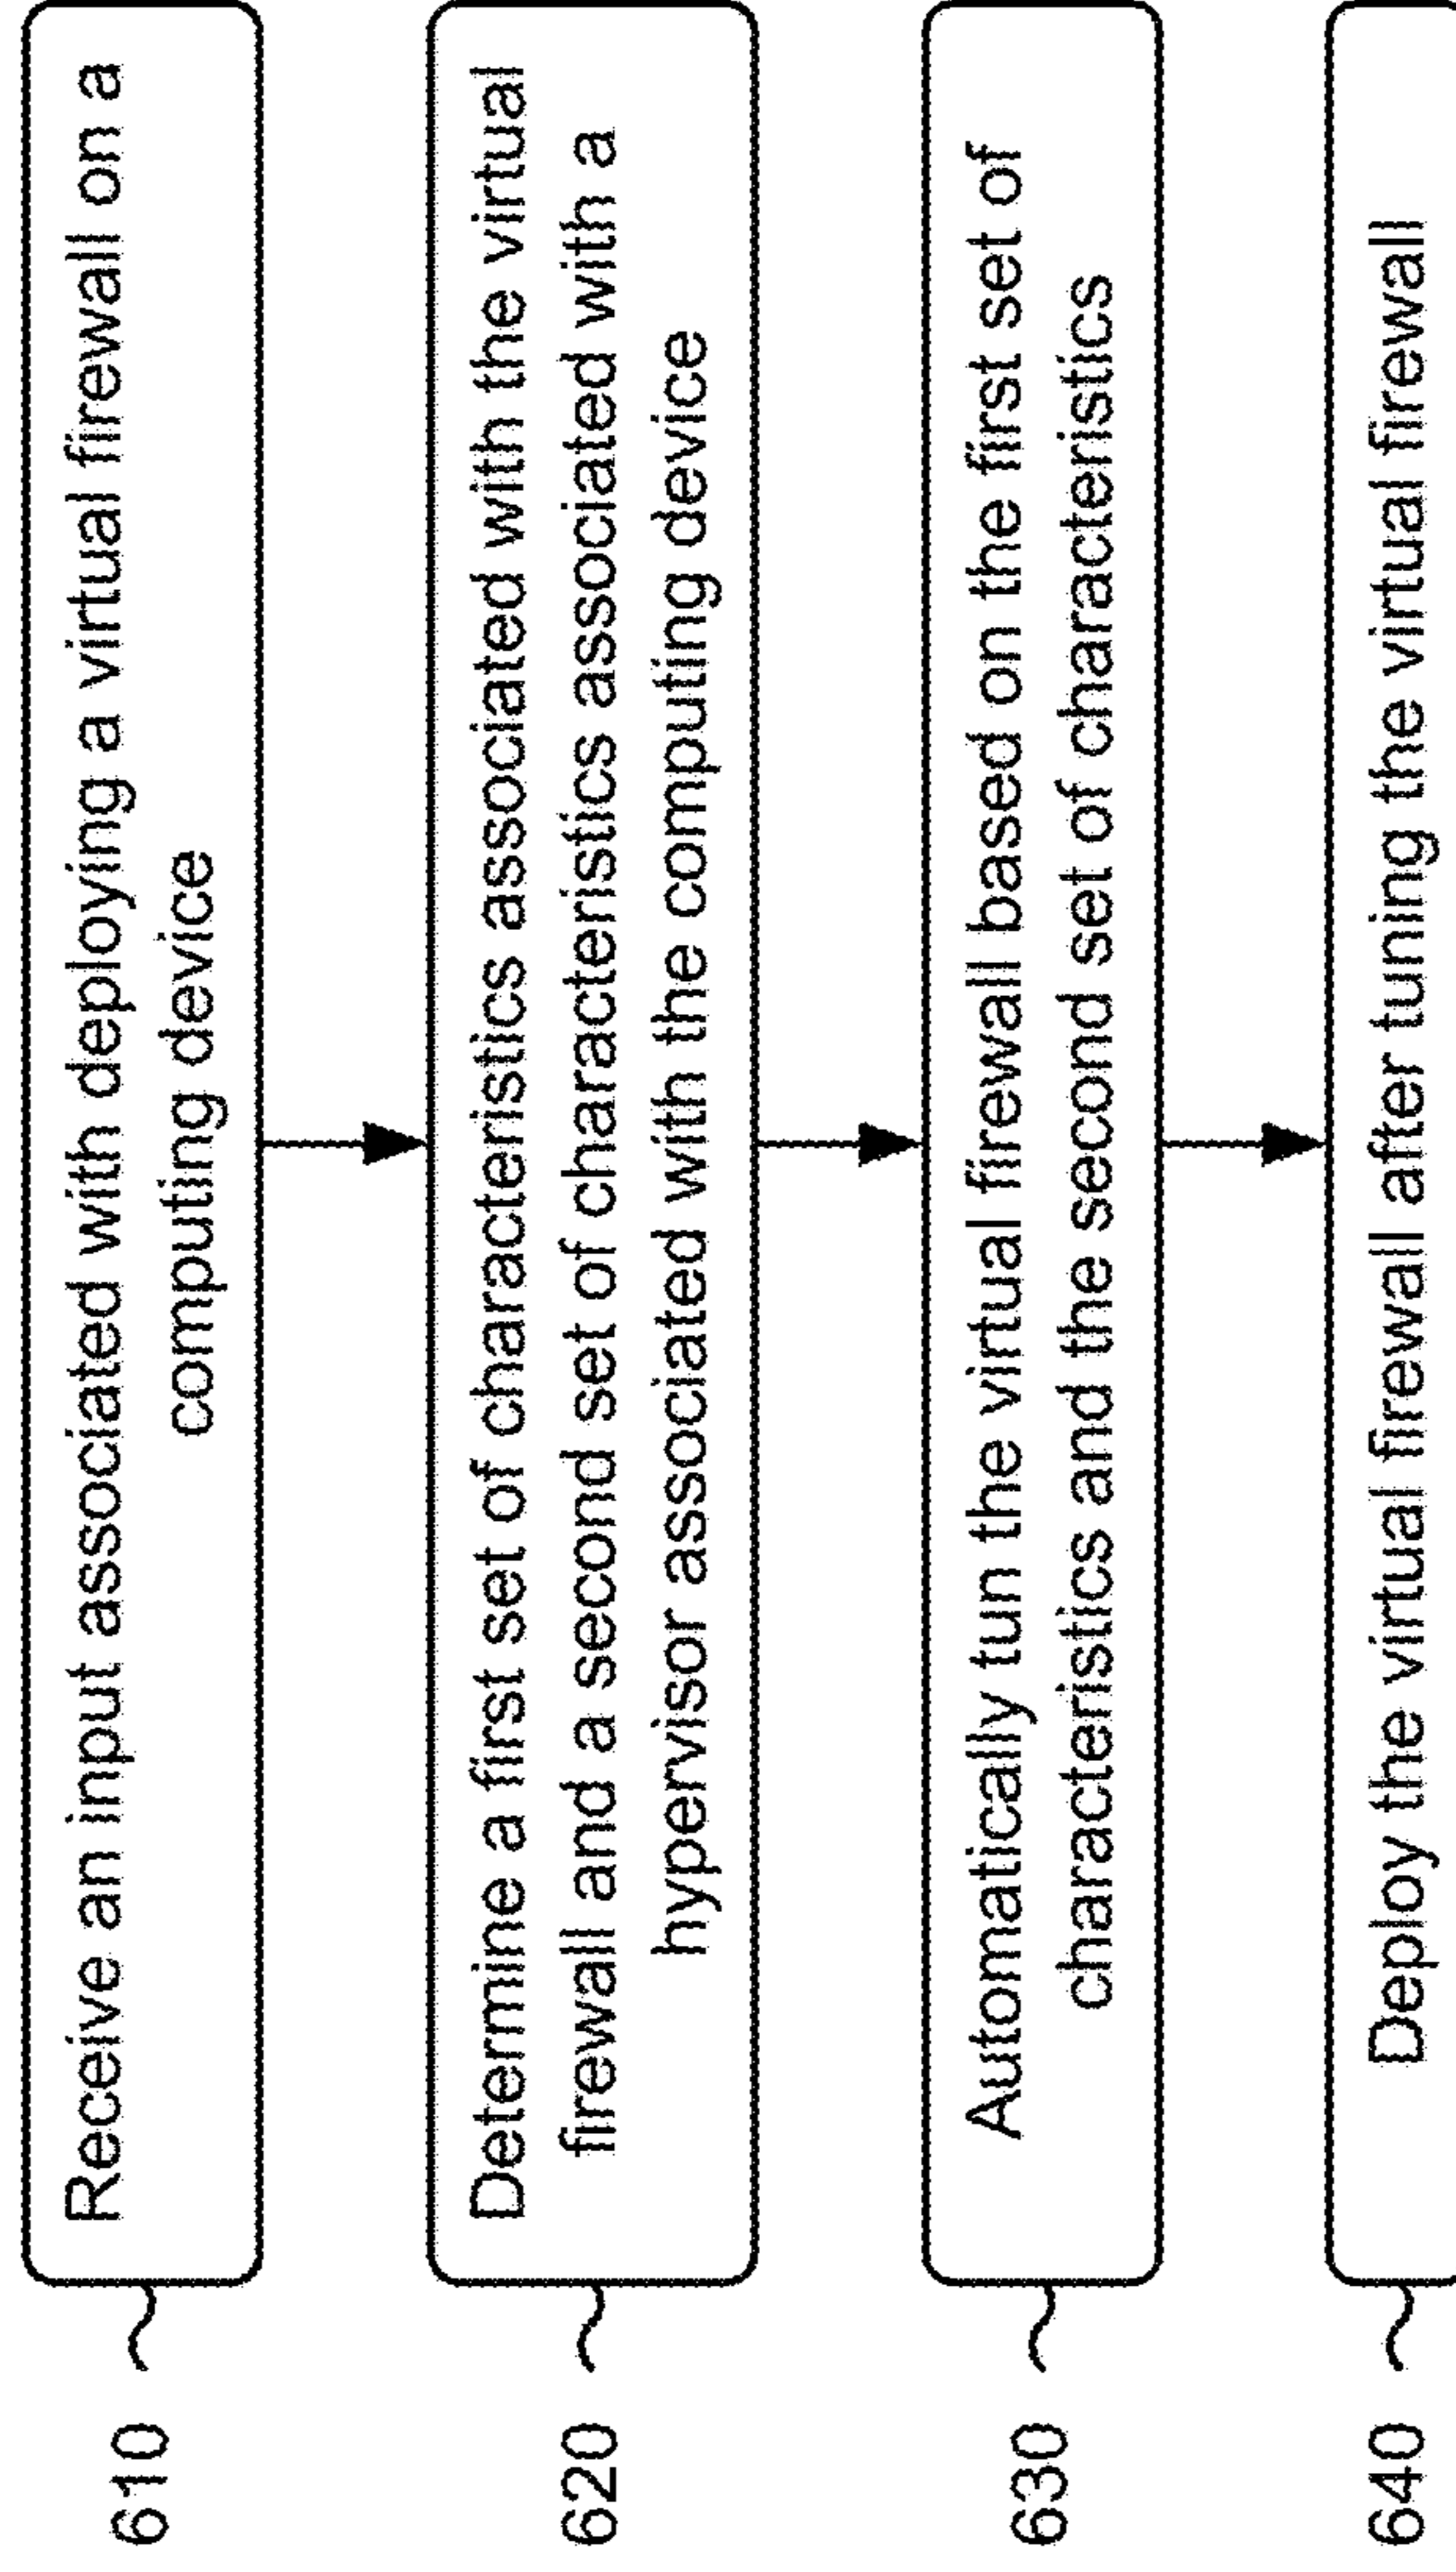 610
Receive an input associated with deploying a virtual firewall on a
computing device
620
Determine a first set of characteristics associated with the virtual
firewall and a second set of characteristics associated with a
hypervisor associated with the computing device
630
Automatically tun the virtual firewall based on the first set of
characteristics and the second set of characteristics
640
Deploy the virtual firewall after tuning the virtual firewall